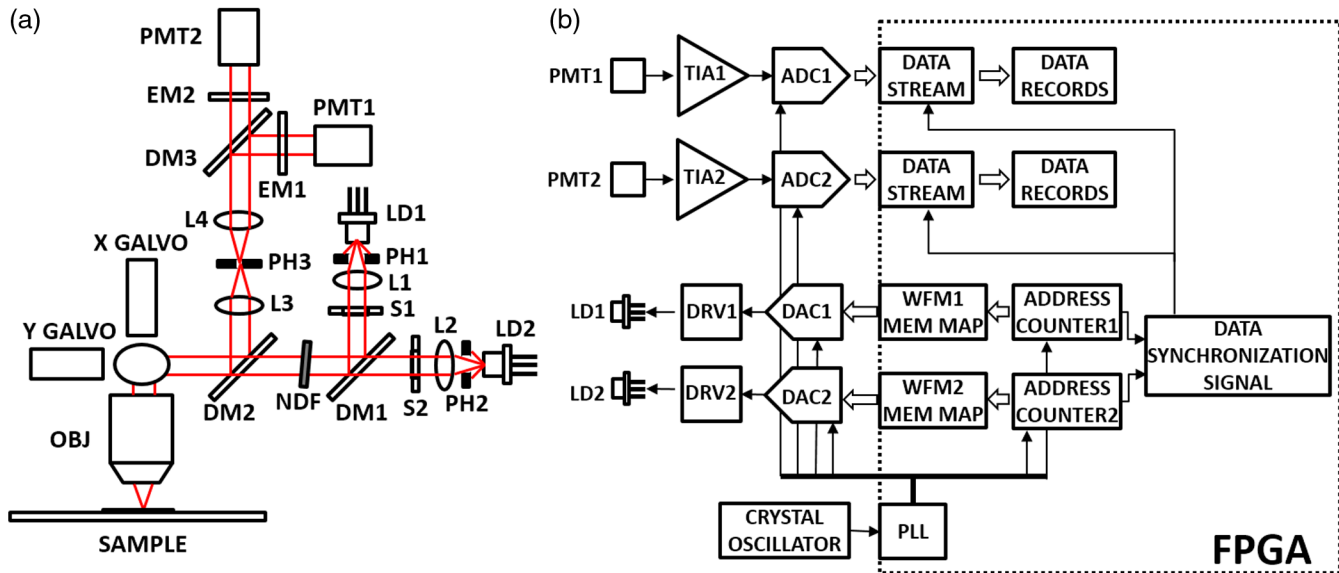 (a)
PMT2
EM2
PMT1
DM3
EM1
LD1
L4
X GALVO
PH3
PH1
L1
L3
S1
Y GALVO
L2
LD2
DM2
NDF
DM1
S2
PH2
OBJ
SAMPLE
(b)
PMT1
TIA1
ADC1
DATA
STREAM
DATA
RECORDS
PMT2
TIA2
ADC2
DATA
STREAM
DATA
RECORDS
LD1
DRV1
DAC1
WFM1
MEM MAP
ADDRESS
COUNTER1
DATA
SYNCHRONIZATION
SIGNAL
LD2
DRV2
DAC2
WFM2
MEM MAP
ADDRESS
COUNTER2
CRYSTAL
OSCILLATOR
PLL
FPGA